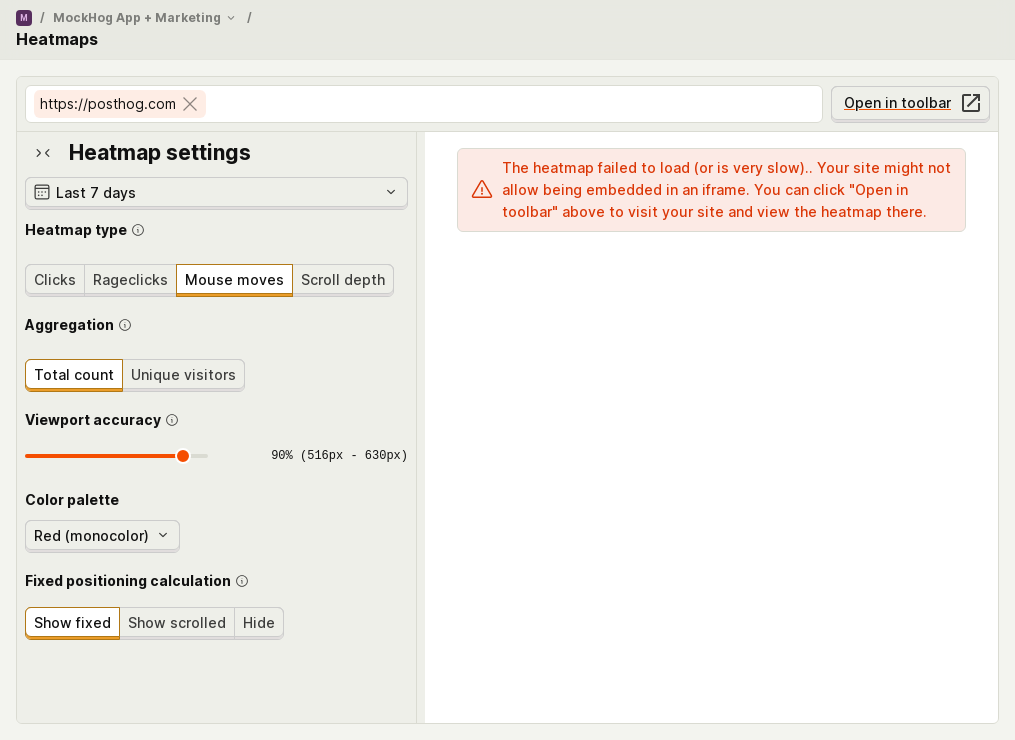 M / MockHog App + Marketing /
Heatmaps
https://posthog.com
Open in toolbar
Heatmap settings
Last 7 days
Heatmap type
Clicks Rageclicks Mouse moves Scroll depth
Aggregation
Total count Unique visitors
Viewport accuracy
90% (516px - 630px)
Color palette
Red (monocolor)
Fixed positioning calculation
Show fixed Show scrolled Hide
The heatmap failed to load (or is very slow).. Your site might not
allow being embedded in an iframe. You can click "Open in
toolbar" above to visit your site and view the heatmap there.